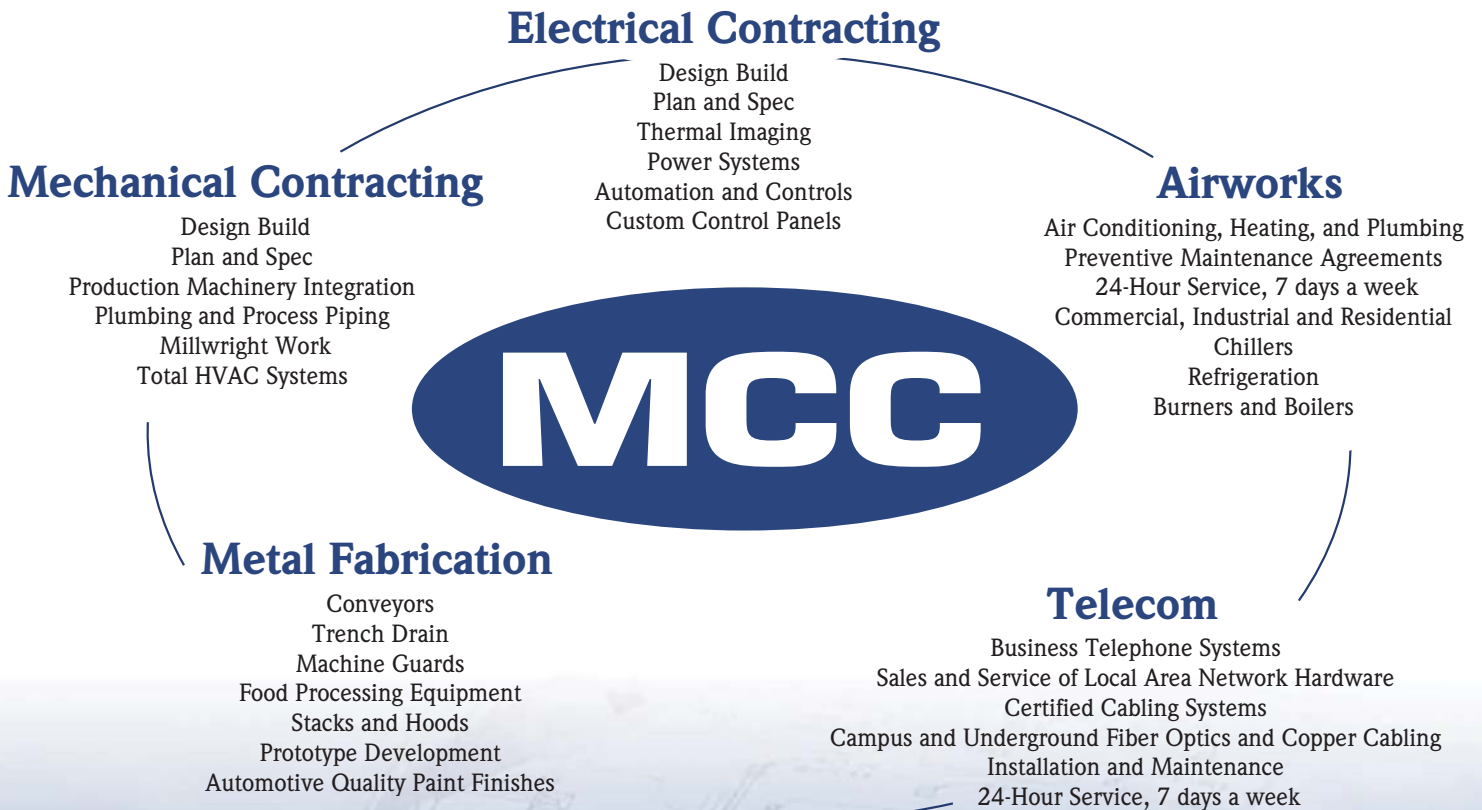 Electrical Contracting
Design Build
Plan and Spec
Thermal Imaging
Power Systems
Automation and Controls
Custom Control Panels
Mechanical Contracting
Design Build
Plan and Spec
Production Machinery Integration
Plumbing and Process Piping
Millwright Work
Total HVAC Systems
Airworks
Air Conditioning, Heating, and Plumbing
Preventive Maintenance Agreements
24-Hour Service, 7 days a week
Commercial, Industrial and Residential
Chillers
Refrigeration
Burners and Boilers
MCC
Metal Fabrication
Conveyors
Trench Drain
Machine Guards
Food Processing Equipment
Stacks and Hoods
Prototype Development
Automotive Quality Paint Finishes
Telecom
Business Telephone Systems
Sales and Service of Local Area Network Hardware
Certified Cabling Systems
Campus and Underground Fiber Optics and Copper Cabling
Installation and Maintenance
24-Hour Service, 7 days a week